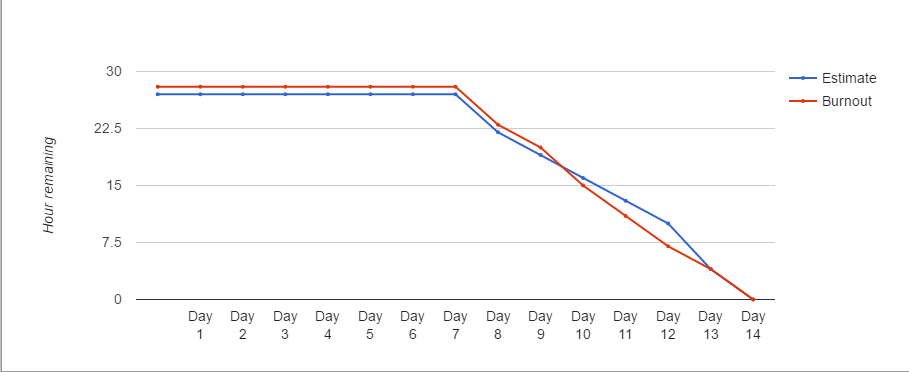 30
22.5
15
7.5
0
Hour remaining
Estimate
Burnout
Day 1
Day 2
Day 3
Day 4
Day 5
Day 6
Day 7
Day 8
Day 9
Day 10
Day 11
Day 12
Day 13
Day 14